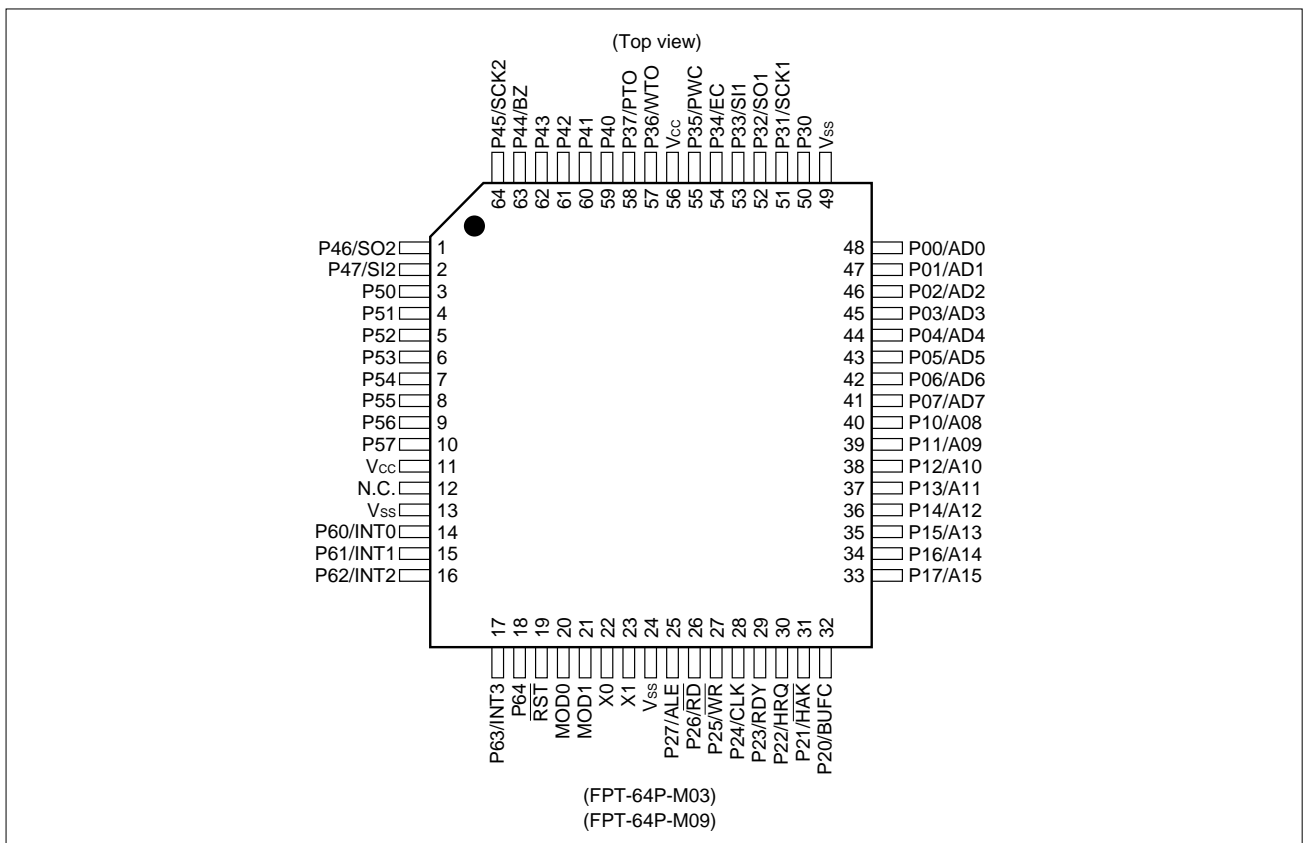 (Top view)
P45/SCK2
P44/BZ
P43
P42
P41
P40
P37/PTO
P36/WTO
Vcc
P35/PWC
P34/EC
P33/SI1
P32/SO1
P31/SCK1
P30
Vss
64
63
62
61
60
59
58
57
56
55
54
53
52
51
50
49
P46/SO2 1
P47/SI2 2
P50 3
P51 4
P52 5
P53 6
P54 7
P55 8
P56 9
P57 10
Vcc 11
N.C. 12
Vss 13
P60/INT0 14
P61/INT1 15
P62/INT2 16
48 P00/AD0
47 P01/AD1
46 P02/AD2
45 P03/AD3
44 P04/AD4
43 P05/AD5
42 P06/AD6
41 P07/AD7
40 P10/A08
39 P11/A09
38 P12/A10
37 P13/A11
36 P14/A12
35 P15/A13
34 P16/A14
33 P17/A15
17
18
19
20
21
22
23
24
25
26
27
28
29
30
31
32
P63/INT3
P64
R̅S̅T̅
MOD0
MOD1
X0
X1
Vss
P27/ALE
P26/R̅D̅
P25/W̅R̅
P24/CLK
P23/RDY
P22/HRQ
P21/H̅A̅K̅
P20/BUFC
(FPT-64P-M03)
(FPT-64P-M09)